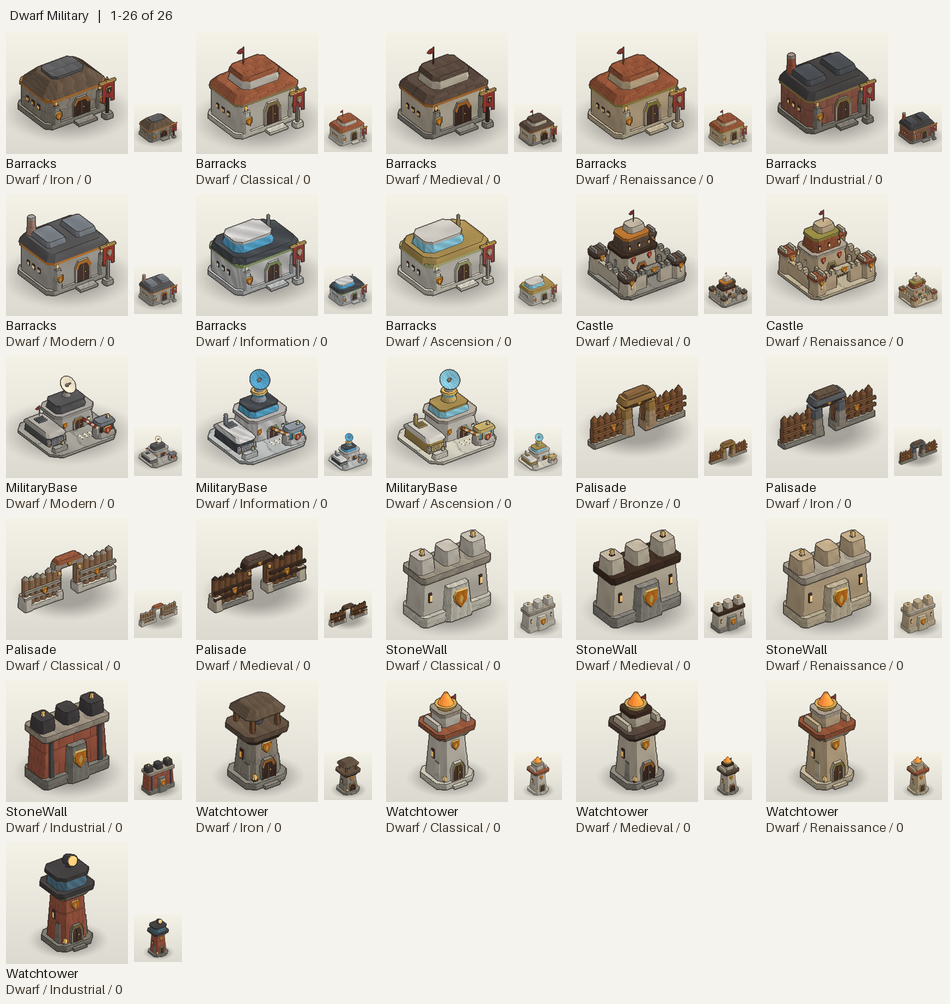 Dwarf Military | 1-26 of 26
Barracks
Dwarf / Iron / 0
Barracks
Dwarf / Classical / 0
Barracks
Dwarf / Medieval / 0
Barracks
Dwarf / Renaissance / 0
Barracks
Dwarf / Industrial / 0
Barracks
Dwarf / Modern / 0
Barracks
Dwarf / Information / 0
Barracks
Dwarf / Ascension / 0
Castle
Dwarf / Medieval / 0
Castle
Dwarf / Renaissance / 0
MilitaryBase
Dwarf / Modern / 0
MilitaryBase
Dwarf / Information / 0
MilitaryBase
Dwarf / Ascension / 0
Palisade
Dwarf / Bronze / 0
Palisade
Dwarf / Iron / 0
Palisade
Dwarf / Classical / 0
Palisade
Dwarf / Medieval / 0
StoneWall
Dwarf / Classical / 0
StoneWall
Dwarf / Medieval / 0
StoneWall
Dwarf / Renaissance / 0
StoneWall
Dwarf / Industrial / 0
Watchtower
Dwarf / Iron / 0
Watchtower
Dwarf / Classical / 0
Watchtower
Dwarf / Medieval / 0
Watchtower
Dwarf / Renaissance / 0
Watchtower
Dwarf / Industrial / 0